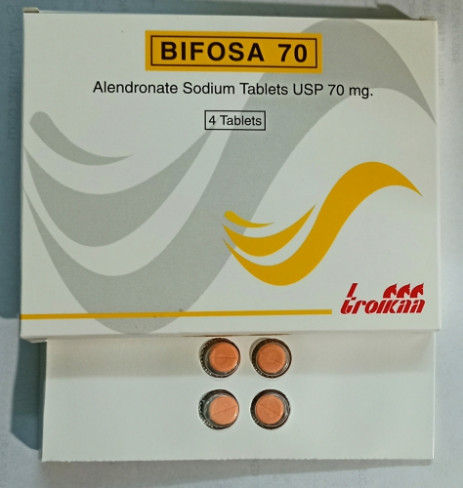 BIFOSA 70
Alendronate Sodium Tablets USP 70 mg.
4 Tablets
troikaa